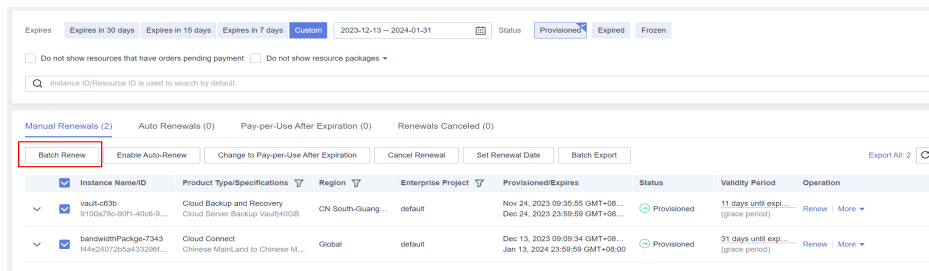 Expires Expires in 30 days Expires in 15 days Expires in 7 days Custom 2023-12-13 — 2024-01-31 Status Provisioned Expired Frozen
Do not show resources that have orders pending payment Do not show resource packages
Instance ID/Resource ID is used to search by default.
Manual Renewals (2) Auto Renewals (0) Pay-per-Use After Expiration (0) Renewals Canceled (0)
Batch Renew Enable Auto-Renew Change to Pay-per-Use After Expiration Cancel Renewal Set Renewal Date Batch Export Export All: 2
Instance Name/ID Product Type/Specifications Region Enterprise Project Provisioned/Expires Status Validity Period Operation
vault-c63b Cloud Backup and Recovery CN South-Guang... default Nov 24, 2023 09:35:55 GMT+08... Provisioned 11 days until expi... Renew More
9100a78c-90f1-40c6-9... Cloud Server Backup Vault|40GB Dec 24, 2023 23:59:59 GMT+08... (grace period)
bandwidthPackge-7343 Cloud Connect Global default Dec 13, 2023 09:09:34 GMT+08... Provisioned 31 days until exp... Renew More
f44e24072b5a433296f... Chinese MainLand to Chinese M... Jan 13, 2024 23:59:59 GMT+08:00 (grace period)